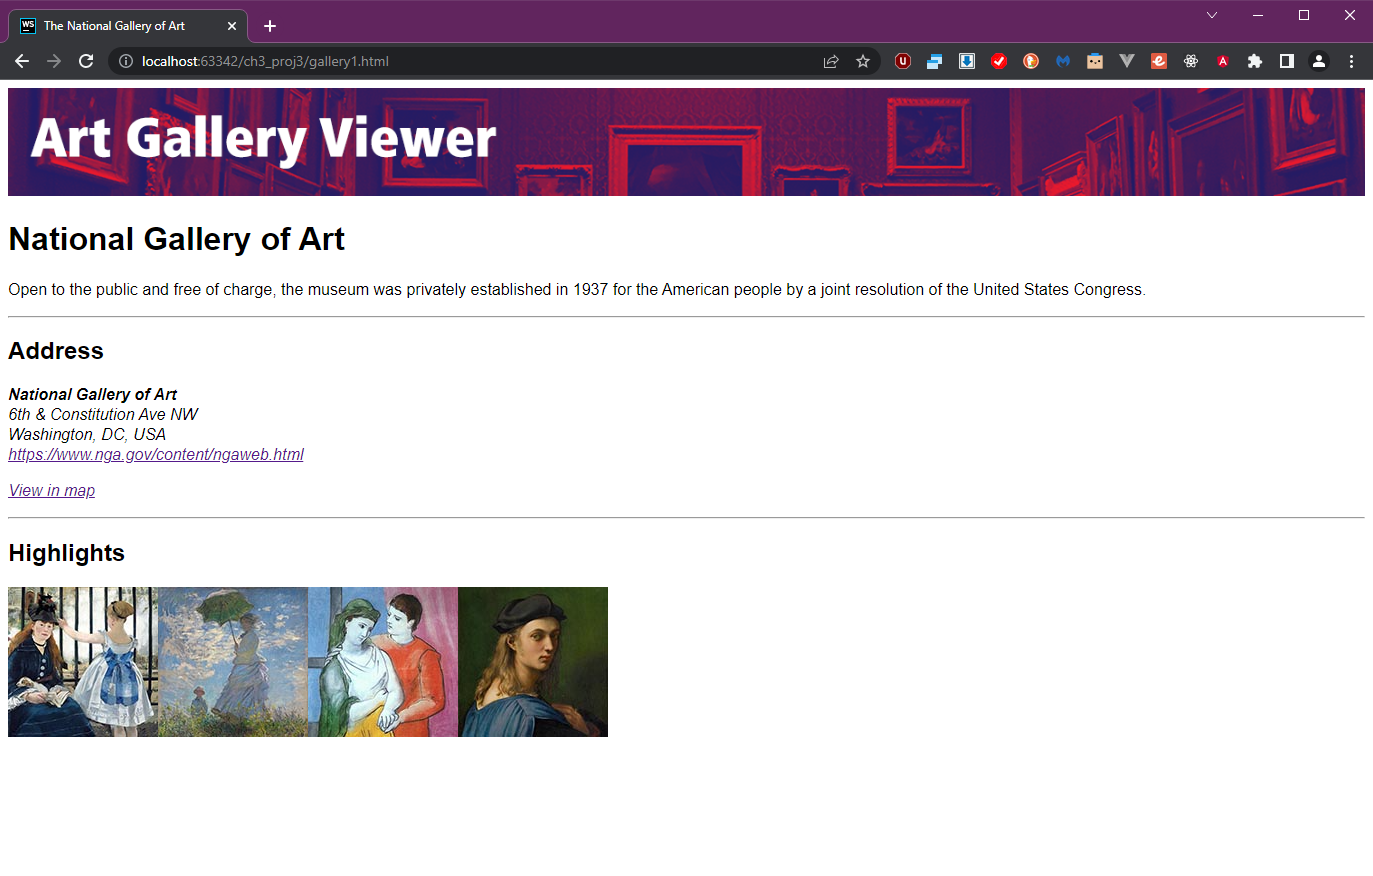 WS The National Gallery of Art
localhost:63342/ch3_proj3/gallery1.html
Art Gallery Viewer
National Gallery of Art
Open to the public and free of charge, the museum was privately established in 1937 for the American people by a joint resolution of the United States Congress.
Address
National Gallery of Art
6th & Constitution Ave NW
Washington, DC, USA
https://www.nga.gov/content/ngaweb.html
View in map
Highlights